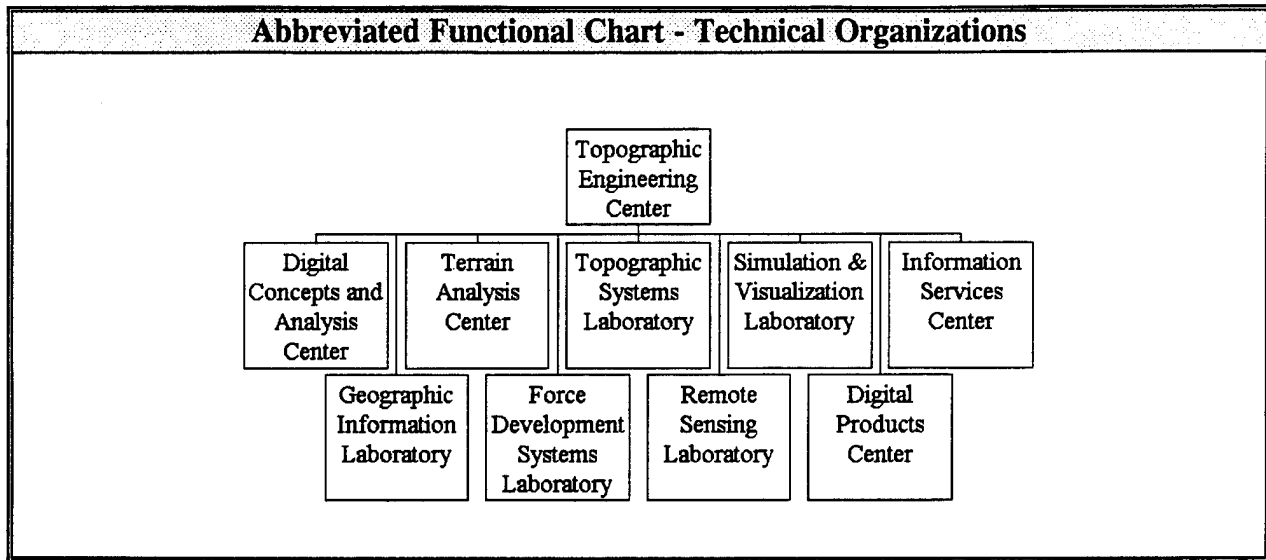 Abbreviated Functional Chart - Technical Organizations
Topographic
Engineering
Center
Digital
Concepts and
Analysis
Center
Terrain
Analysis
Center
Topographic
Systems
Laboratory
Simulation &
Visualization
Laboratory
Information
Services
Center
Geographic
Information
Laboratory
Force
Development
Systems
Laboratory
Remote
Sensing
Laboratory
Digital
Products
Center